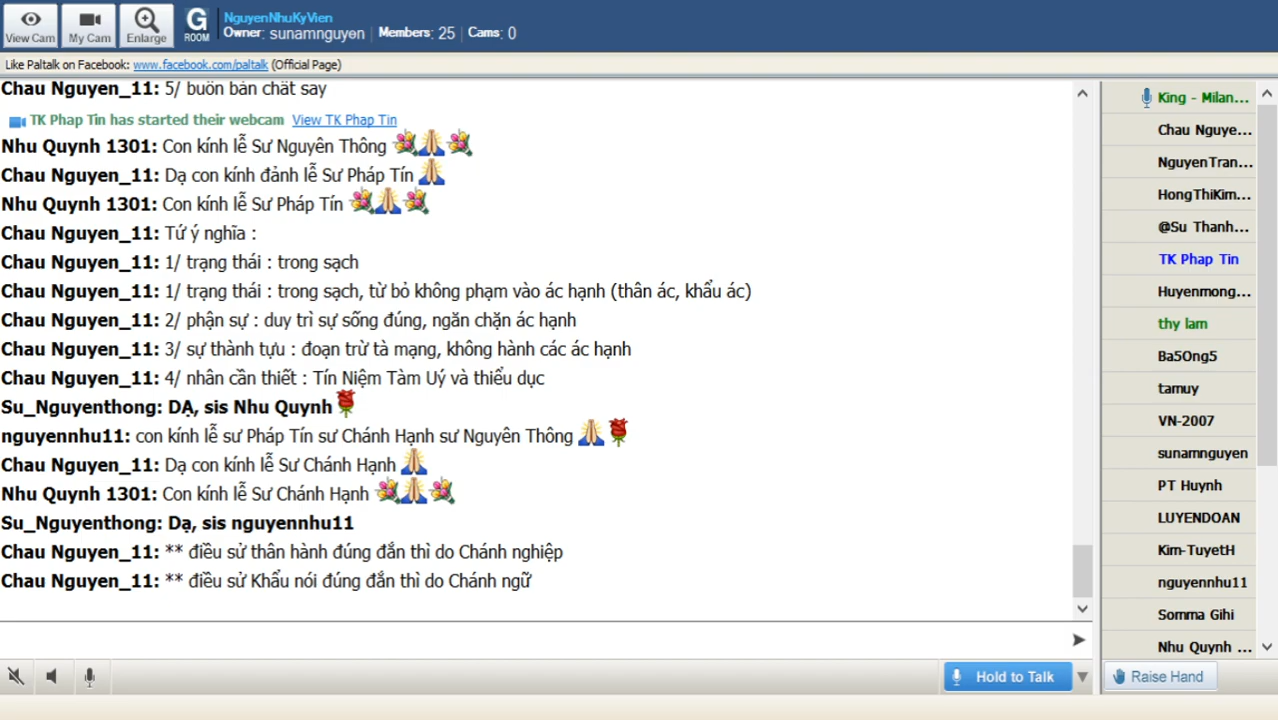 NguyenNhuKyVien
View Cam
My Cam
Enlarge
G ROOM
Owner: sunamnguyen | Members: 25 | Cams: 0
Like Paltalk on Facebook: www.facebook.com/paltalk (Official Page)
Chau Nguyen_11: 5/ buôn bán chất say
TK Phap Tin has started their webcam View TK Phap Tin
Nhu Quynh 1301: Con kính lễ Sư Nguyên Thông
Chau Nguyen_11: Dạ con kính đảnh lễ Sư Pháp Tín
Nhu Quynh 1301: Con kính lễ Sư Pháp Tín
Chau Nguyen_11: Tứ ý nghĩa :
Chau Nguyen_11: 1/ trạng thái : trong sạch
Chau Nguyen_11: 1/ trạng thái : trong sạch, từ bỏ không phạm vào ác hạnh (thân ác, khẩu ác)
Chau Nguyen_11: 2/ phận sự : duy trì sự sống đúng, ngăn chặn ác hạnh
Chau Nguyen_11: 3/ sự thành tựu : đoạn trừ tà mạng, không hành các ác hạnh
Chau Nguyen_11: 4/ nhân cần thiết : Tín Niệm Tàm Uý và thiểu dục
Su_Nguyenthong: DẠ, sis Nhu Quynh
nguyennhu11: con kính lễ sư Pháp Tín sư Chánh Hạnh sư Nguyên Thông
Chau Nguyen_11: Dạ con kính lễ Sư Chánh Hạnh
Nhu Quynh 1301: Con kính lễ Sư Chánh Hạnh
Su_Nguyenthong: Dạ, sis nguyennhu11
Chau Nguyen_11: ** điều sử thân hành đúng đắn thì do Chánh nghiệp
Chau Nguyen_11: ** điều sử Khẩu nói đúng đắn thì do Chánh ngữ
King - Milan...
Chau Nguye...
NguyenTran...
HongThiKim...
@Su Thanh...
TK Phap Tin
Huyenmong...
thy lam
Ba5Ong5
tamuy
VN-2007
sunamnguyen
PT Huynh
LUYENDOAN
Kim-TuyetH
nguyennhu11
Somma Gihi
Nhu Quynh ...
Hold to Talk
Raise Hand